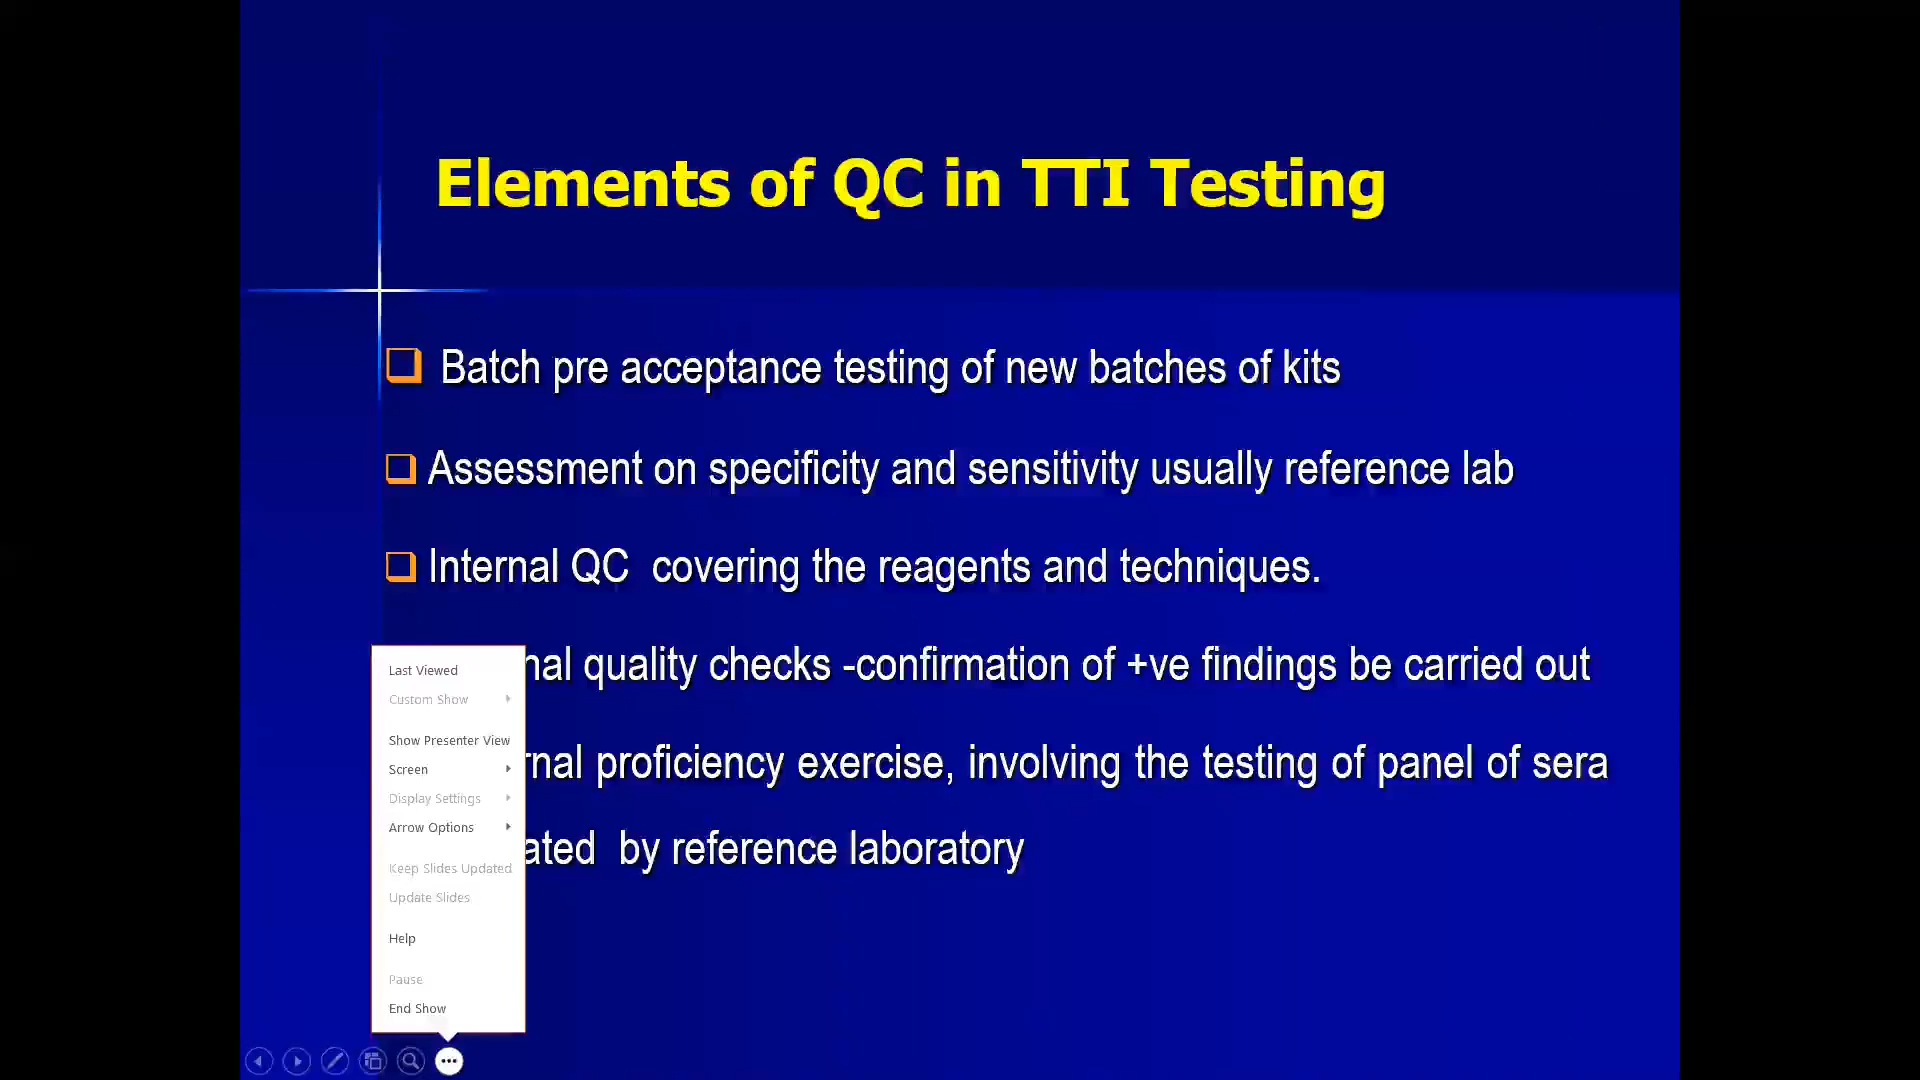 Elements of QC in TTI Testing
Batch pre acceptance testing of new batches of kits
Assessment on specificity and sensitivity usually reference lab
Internal QC covering the reagents and techniques.
quality checks -confirmation of +ve findings be carried out
proficiency exercise, involving the testing of panel of sera
by reference laboratory
Last Viewed
Custom Show
Show Presenter View
Screen
Display Settings
Arrow Options
Keep Slides Updated
Update Slides
Help
Pause
End Show